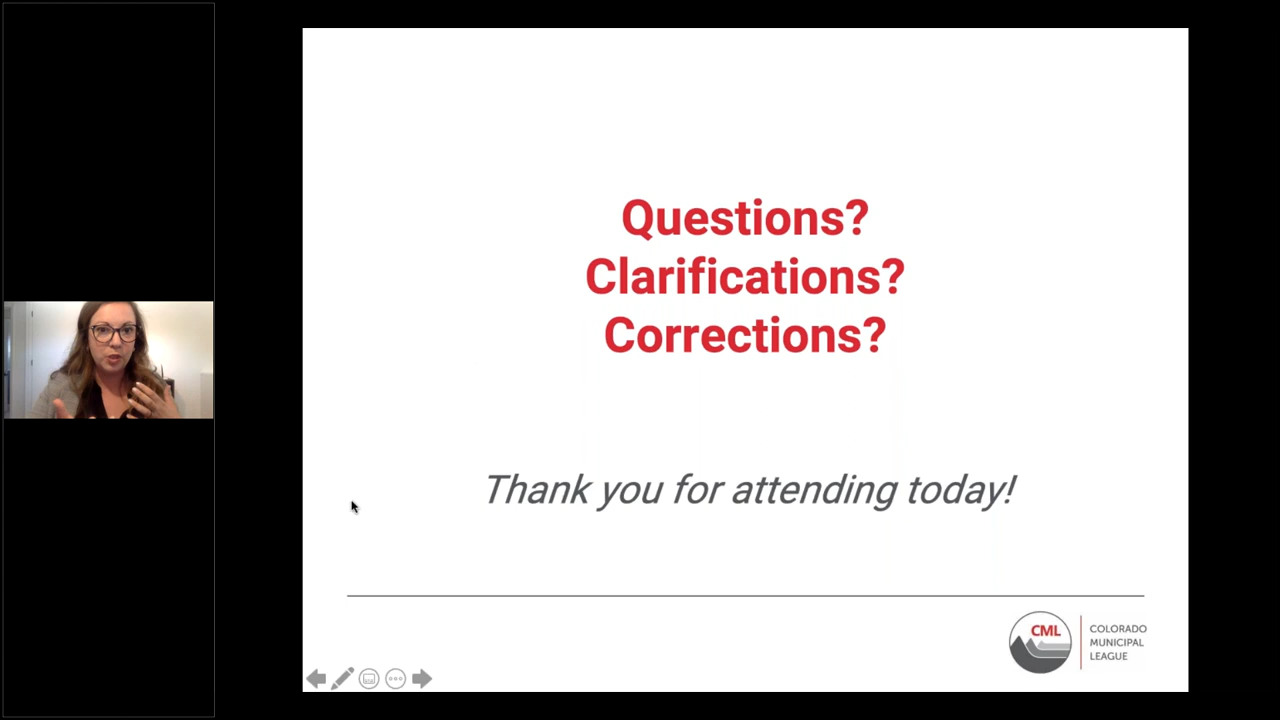 Questions?
Clarifications?
Corrections?
Thank you for attending today!
CML
COLORADO
MUNICIPAL
LEAGUE